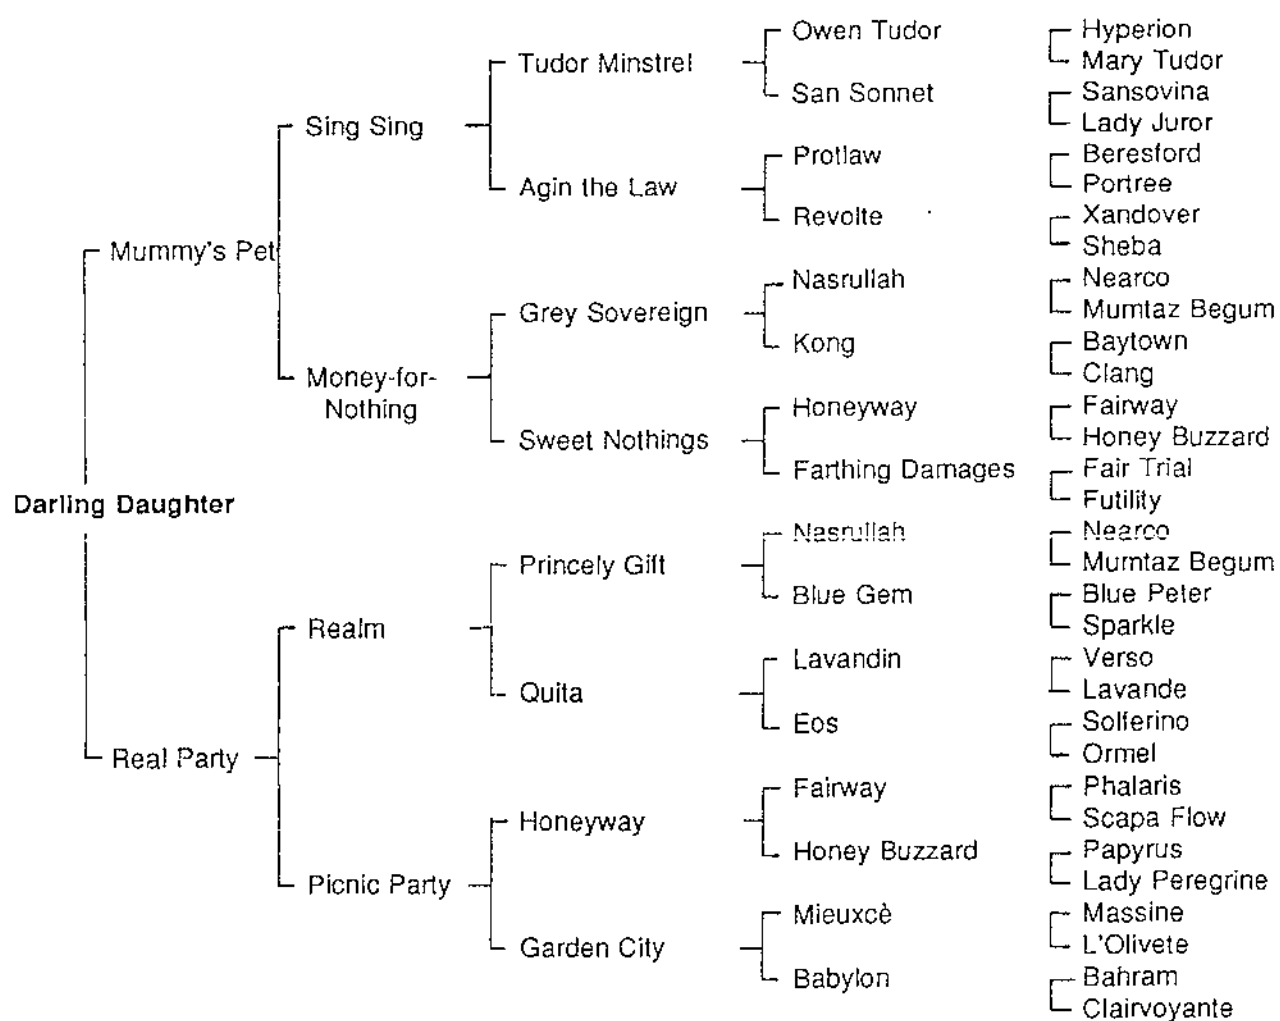 Owen Tudor
Hyperion
Mary Tudor
Tudor Minstrel
San Sonnet
Sansovina
Lady Juror
Sing Sing
Protlaw
Beresford
Portree
Agin the Law
Revolte
Xandover
Sheba
Mummy's Pet
Nasrullah
Nearco
Mumtaz Begum
Grey Sovereign
Kong
Baytown
Clang
Money-for-
Nothing
Honeyway
Fairway
Honey Buzzard
Sweet Nothings
Farthing Damages
Fair Trial
Futility
Darling Daughter
Nasrullah
Nearco
Mumtaz Begum
Princely Gift
Blue Gem
Blue Peter
Sparkle
Realm
Lavandin
Verso
Lavande
Quita
Eos
Solferino
Ormel
Real Party
Fairway
Phalaris
Scapa Flow
Honeyway
Honey Buzzard
Papyrus
Lady Peregrine
Picnic Party
Mieuxcè
Massine
L'Olivete
Garden City
Babylon
Bahram
Clairvoyante